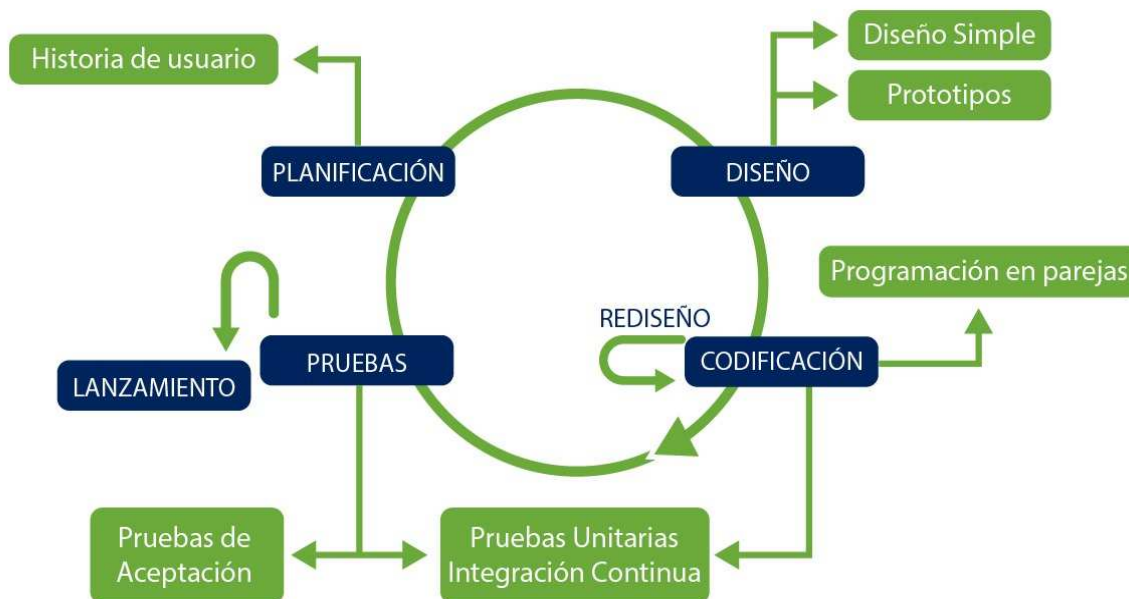 Historia de usuario
Diseño Simple
Prototipos
PLANIFICACIÓN
DISEÑO
Programación en parejas
REDISEÑO
CODIFICACIÓN
PRUEBAS
LANZAMIENTO
Pruebas de
Aceptación
Pruebas Unitarias
Integración Continua